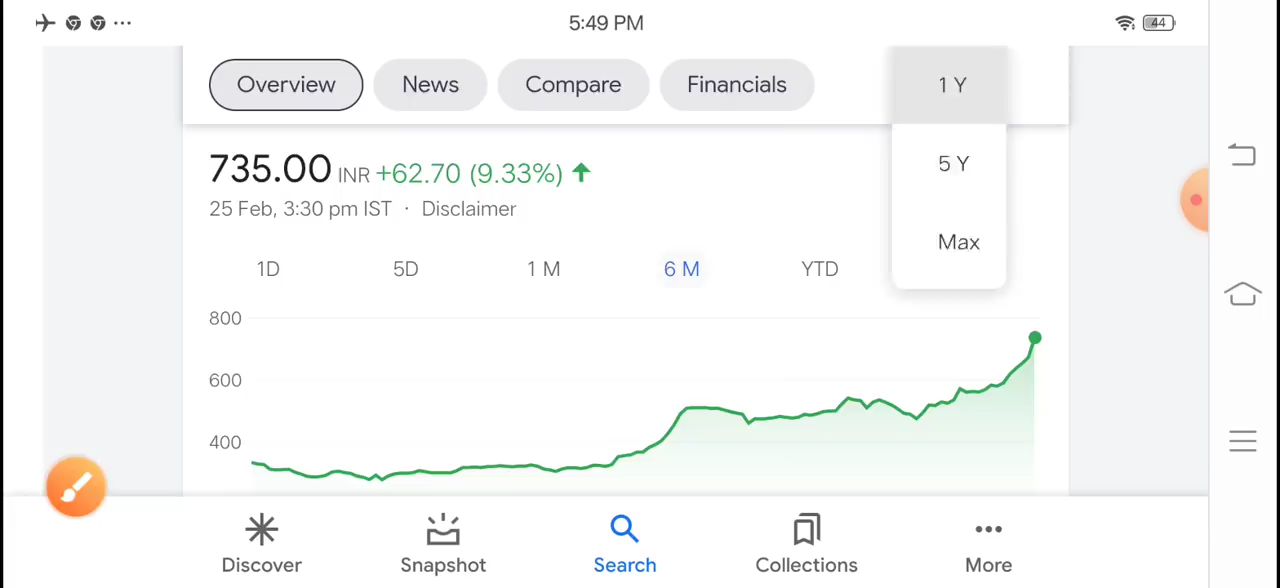 5:49 PM
44
Overview
News
Compare
Financials
1 Y
5 Y
Max
735.00 INR +62.70 (9.33%)
25 Feb, 3:30 pm IST · Disclaimer
1D
5D
1 M
6 M
YTD
800
600
400
Discover
Snapshot
Search
Collections
More